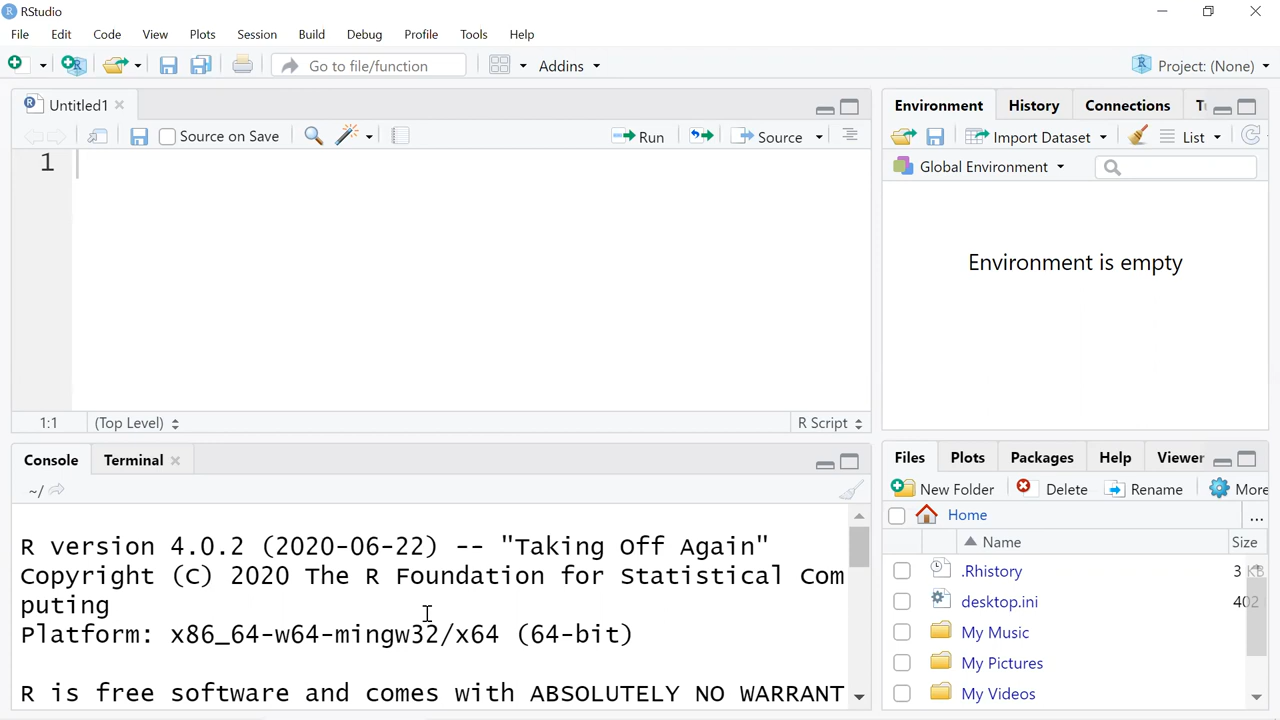 RStudio
File Edit Code View Plots Session Build Debug Profile Tools Help
Go to file/function Addins Project: (None)
Untitled1
Source on Save Run Source
1
1:1 (Top Level) R Script
Console Terminal
~/
R version 4.0.2 (2020-06-22) -- "Taking Off Again"
Copyright (C) 2020 The R Foundation for Statistical Com
puting
Platform: x86_64-w64-mingw32/x64 (64-bit)
R is free software and comes with ABSOLUTELY NO WARRANT
Environment History Connections
Import Dataset List
Global Environment
Environment is empty
Files Plots Packages Help Viewer
New Folder Delete Rename More
Home ...
Name Size
.Rhistory 3 KB
desktop.ini 402
My Music
My Pictures
My Videos